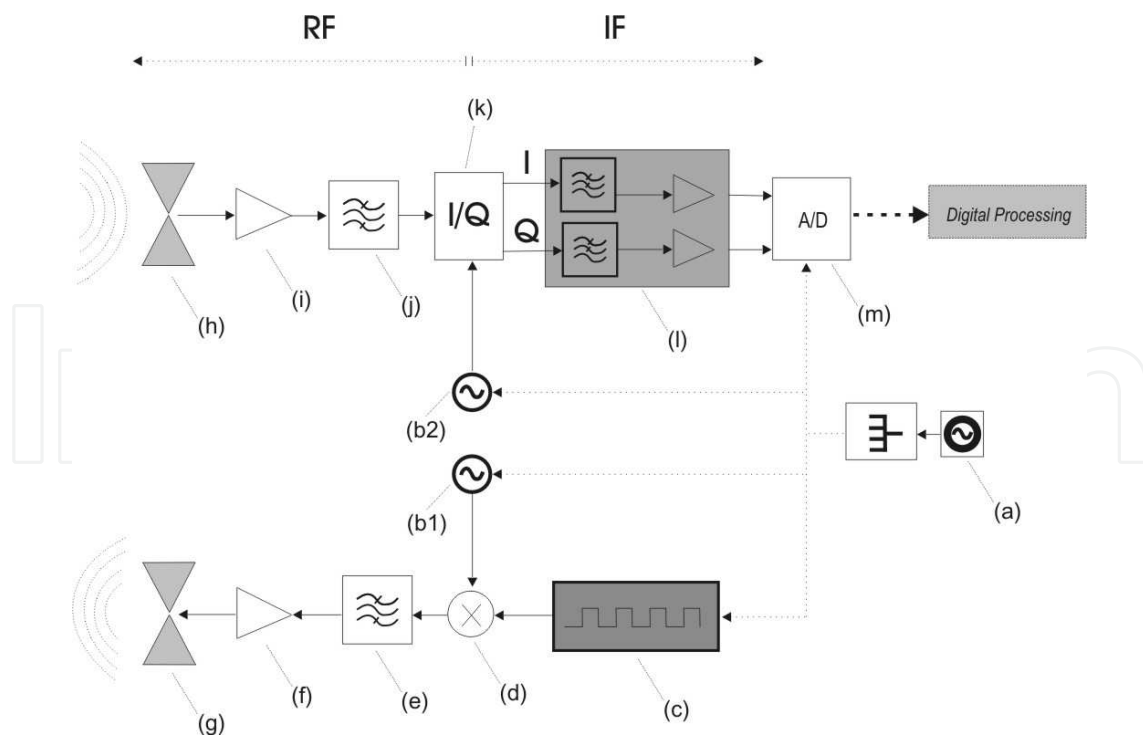 RF IF
(k)
I
I/Q
Q
A/D
Digital Processing
(h)
(i)
(j)
(l)
(m)
(b2)
(b1)
(a)
(g)
(f)
(e)
(d)
(c)